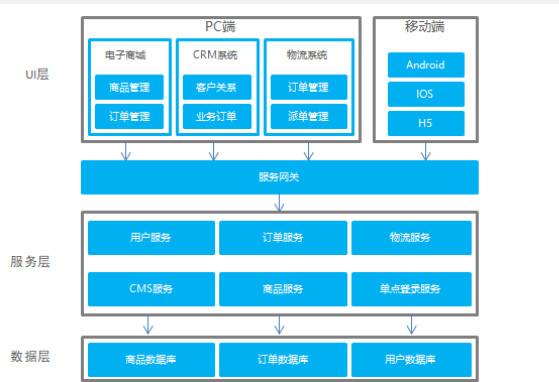 PC端
移动端
电子商域
CRM系统
物流系统
UI层
商品管理
客户关系
订单管理
Android
订单管理
业务订单
派单管理
IOS
H5
服务网关
用户服务
订单服务
物流服务
服务层
CMS服务
商品服务
单点登录服务
数据层
商品数据库
订单数据库
用户数据库